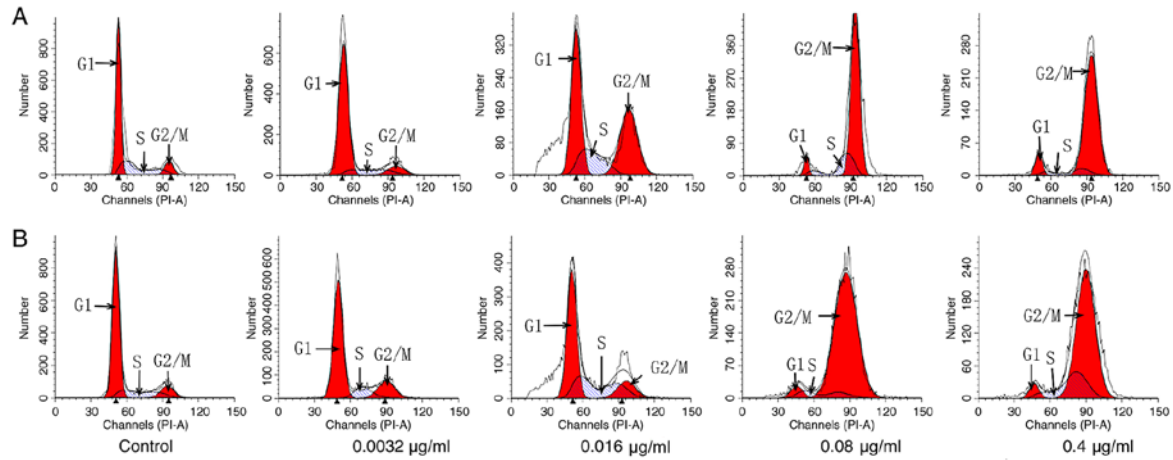 A
Number
800
600
400
200
0
G1
S
G2/M
0 30 60 90 120 150
Channels (PI-A)
Number
800
600
400
200
0
G1
S
G2/M
0 30 60 90 120 150
Channels (PI-A)
Number
320
240
160
80
0
G1
S
G2/M
0 30 60 90 120 150
Channels (PI-A)
Number
360
270
180
90
0
G2/M
G1
S
0 30 60 90 120 150
Channels (PI-A)
Number
280
210
140
70
0
G2/M
G1
S
0 30 60 90 120 150
Channels (PI-A)
B
Number
800
600
400
200
0
G1
S
G2/M
0 30 60 90 120 150
Channels (PI-A)
Control
Number
600
500
400
300
200
100
0
G1
S
G2/M
0 30 60 90 120 150
Channels (PI-A)
0.0032 µg/ml
Number
400
300
200
100
0
G1
S
G2/M
0 30 60 90 120 150
Channels (PI-A)
0.016 µg/ml
Number
280
210
140
70
0
G2/M
G1 S
0 30 60 90 120 150
Channels (PI-A)
0.08 µg/ml
Number
240
180
120
60
0
G2/M
G1 S
0 30 60 90 120 150
Channels (PI-A)
0.4 µg/ml